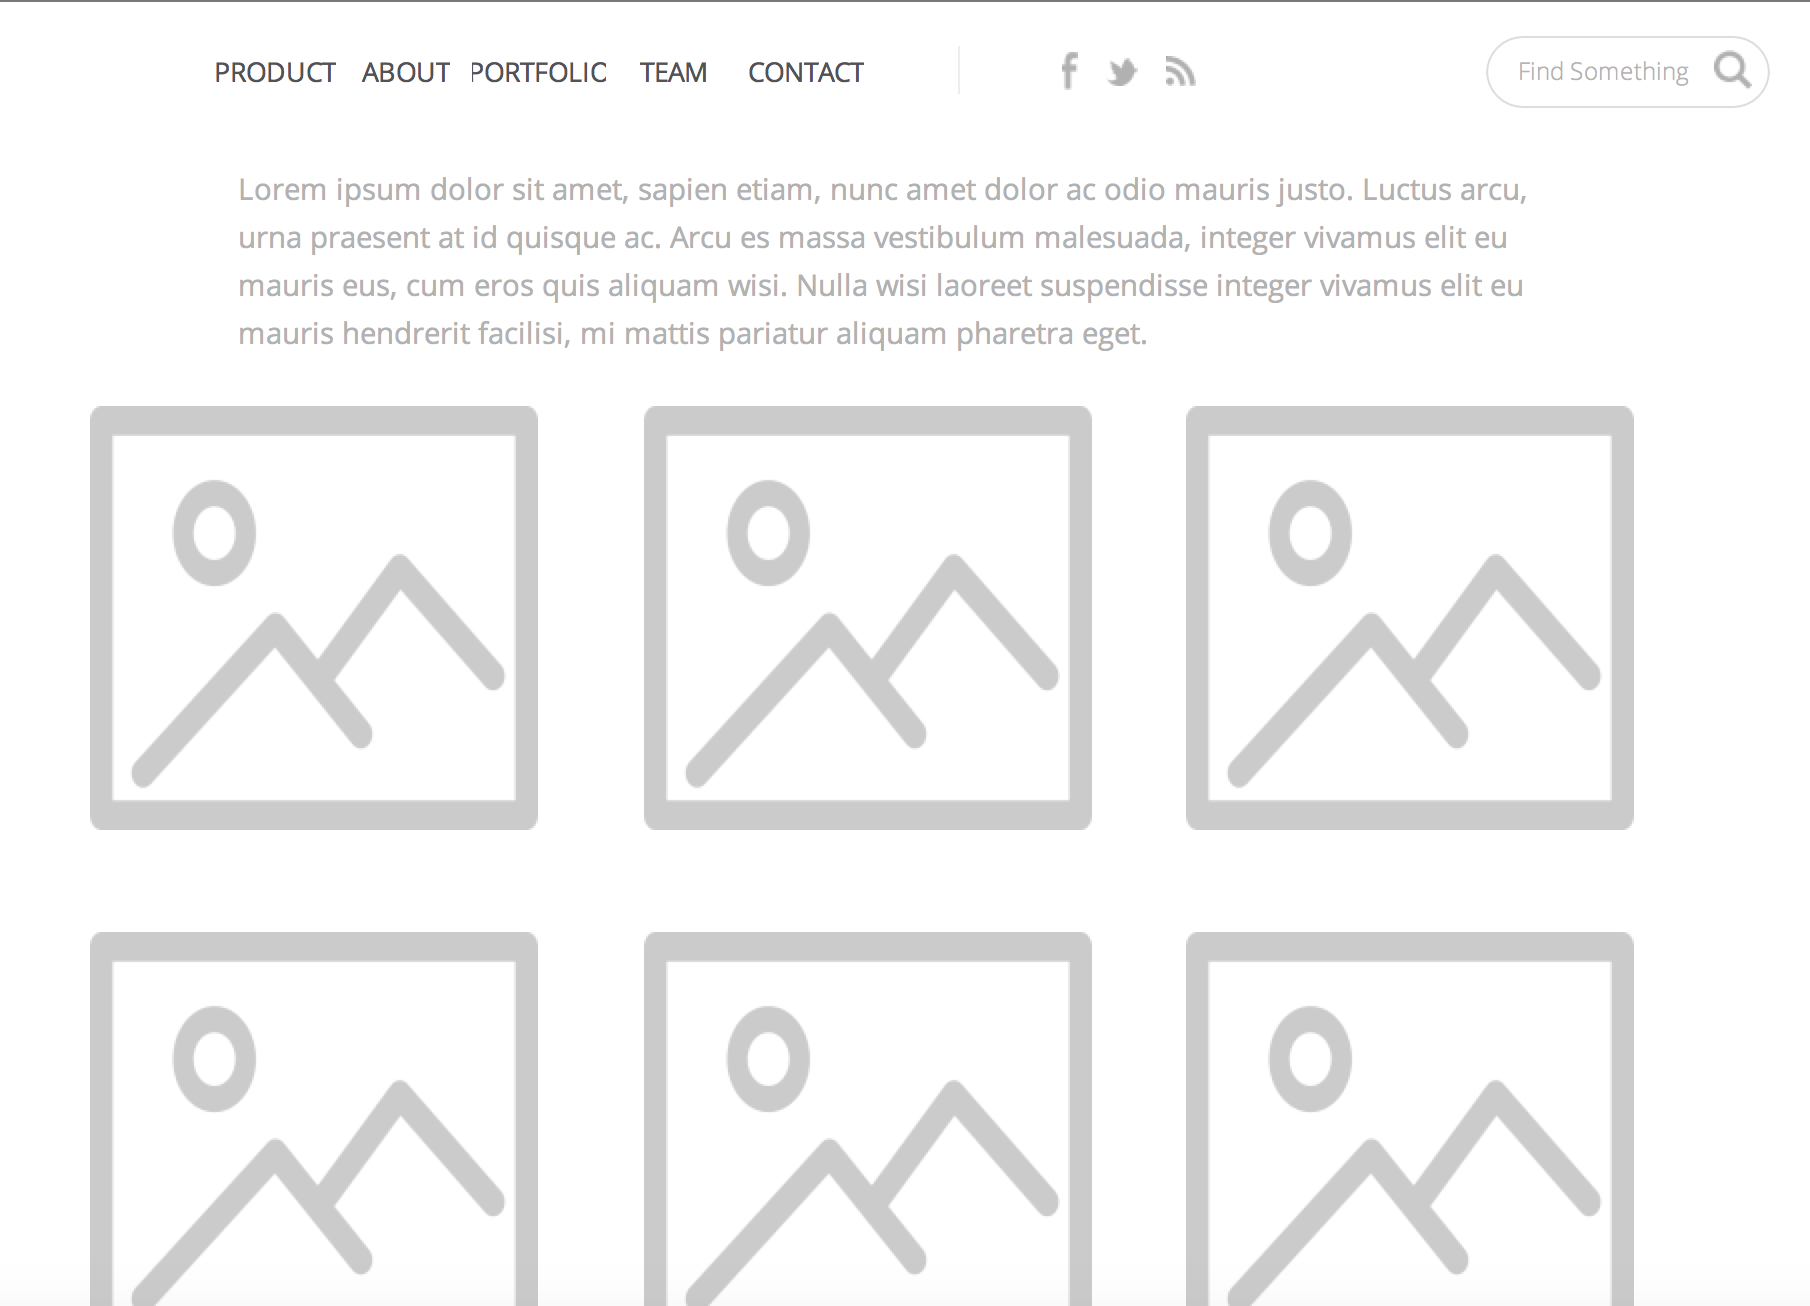 PRODUCT ABOUT PORTFOLIO TEAM CONTACT Find Something
Lorem ipsum dolor sit amet, sapien etiam, nunc amet dolor ac odio mauris justo. Luctus arcu,
urna praesent at id quisque ac. Arcu es massa vestibulum malesuada, integer vivamus elit eu
mauris eus, cum eros quis aliquam wisi. Nulla wisi laoreet suspendisse integer vivamus elit eu
mauris hendrerit facilisi, mi mattis pariatur aliquam pharetra eget.